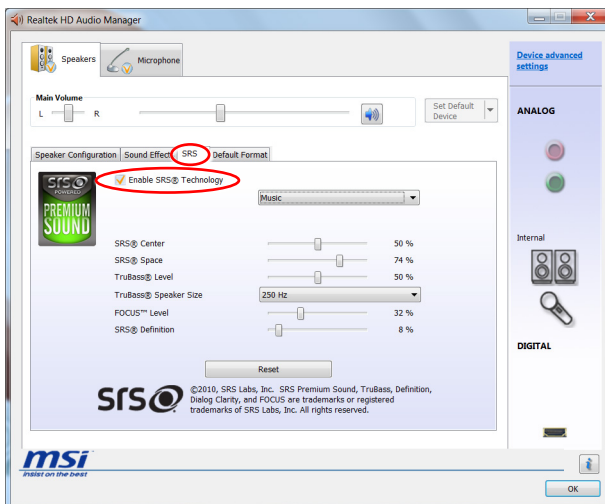 Realtek HD Audio Manager
Speakers
Microphone
Device advanced
settings
Main Volume
L
R
Set Default
Device
ANALOG
Speaker Configuration
Sound Effect
SRS
Default Format
SRS
POWERED
PREMIUM
SOUND
Enable SRS® Technology
Music
SRS® Center
50 %
SRS® Space
74 %
TruBass® Level
50 %
TruBass® Speaker Size
250 Hz
FOCUS™ Level
32 %
SRS® Definition
8 %
Internal
DIGITAL
Reset
SRS
©2010, SRS Labs, Inc. SRS Premium Sound, TruBass, Definition,
Dialog Clarity, and FOCUS are trademarks or registered
trademarks of SRS Labs, Inc. All rights reserved.
msi
insist on the best
i
OK